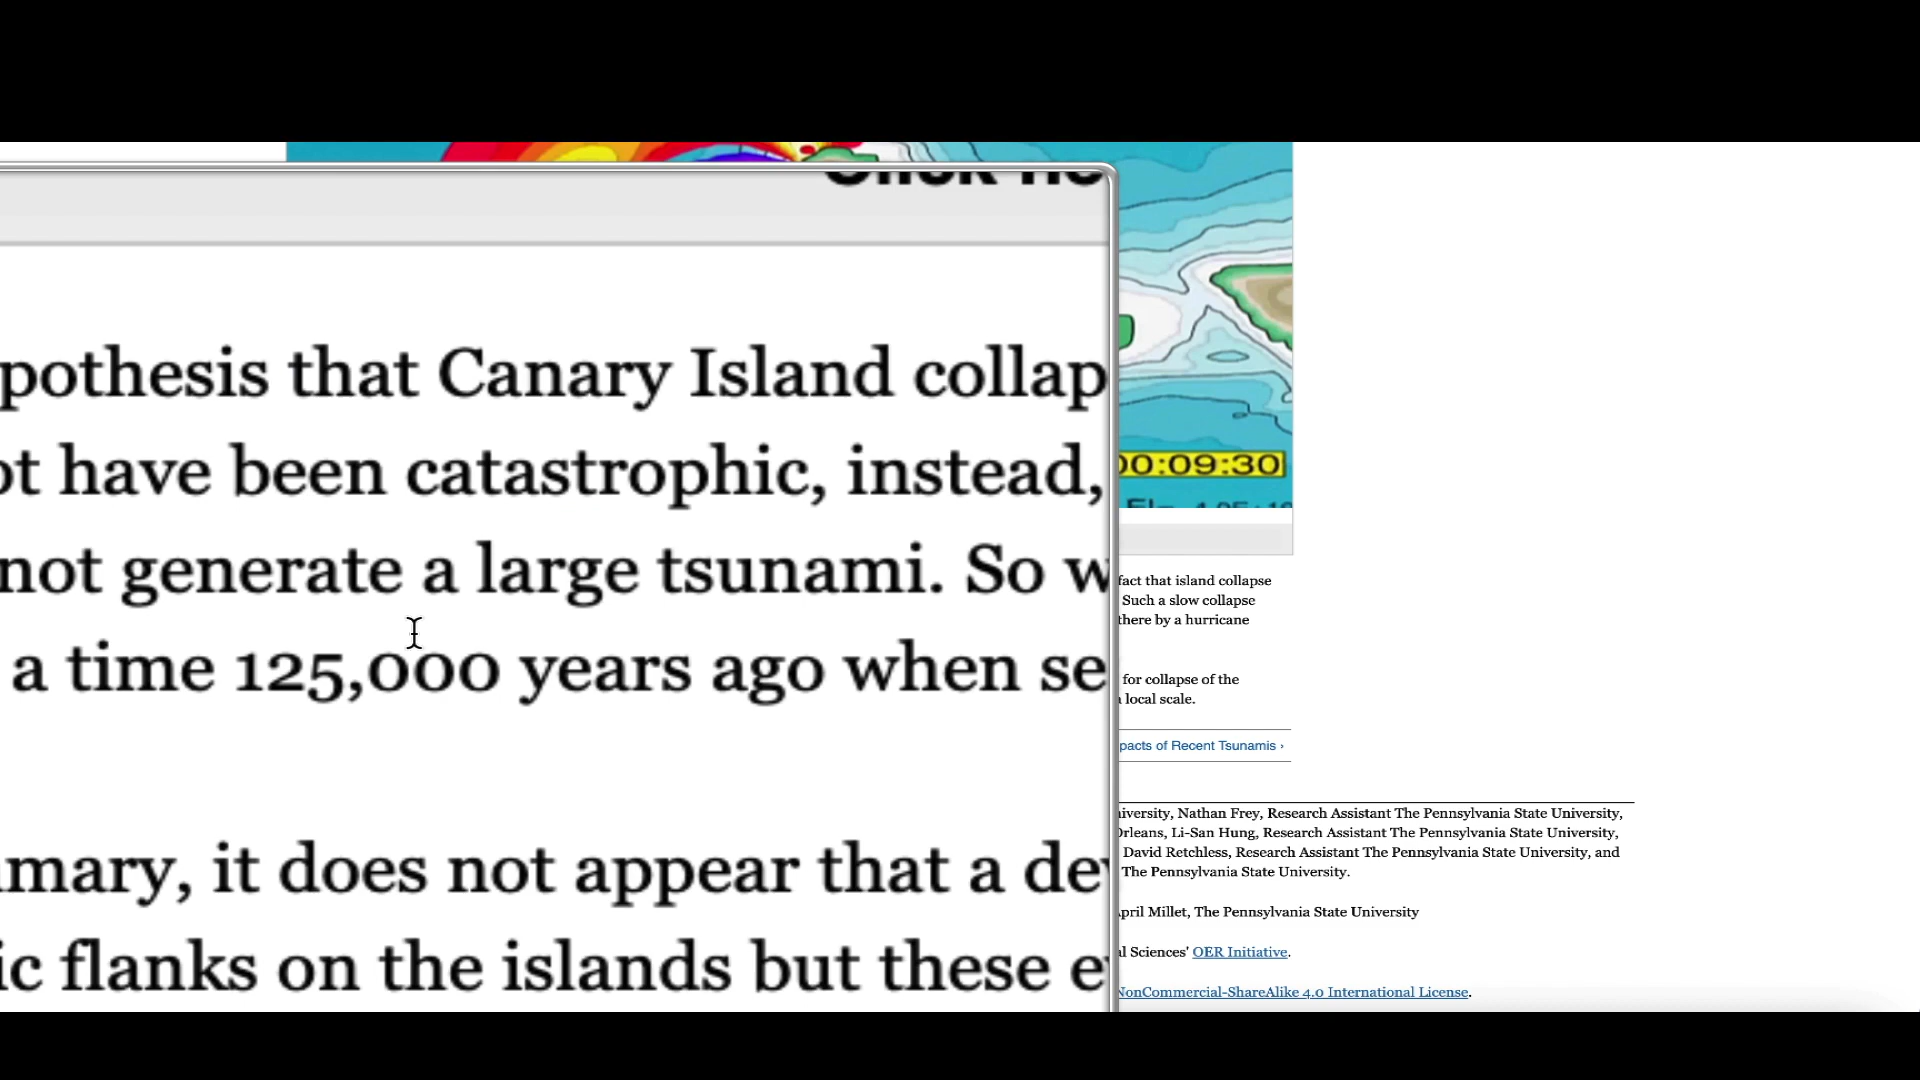 pothesis that Canary Island collap
ot have been catastrophic, instead,
not generate a large tsunami. So w
a time 125,000 years ago when se
mary, it does not appear that a de
ic flanks on the islands but these e
00:09:30
fact that island collapse
Such a slow collapse
there by a hurricane
for collapse of the
local scale.
pacts of Recent Tsunamis ›
iversity, Nathan Frey, Research Assistant The Pennsylvania State University,
Orleans, Li-San Hung, Research Assistant The Pennsylvania State University,
David Retchless, Research Assistant The Pennsylvania State University, and
The Pennsylvania State University.
April Millet, The Pennsylvania State University
l Sciences' OER Initiative.
NonCommercial-ShareAlike 4.0 International License.